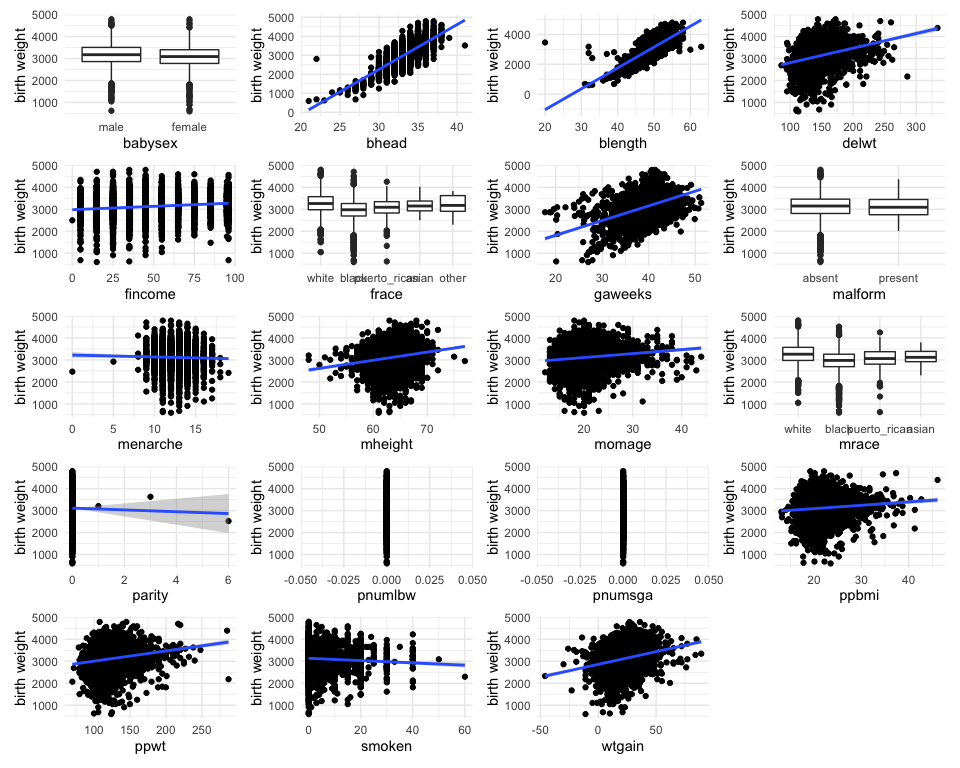 birth weight
5000
4000
3000
2000
1000
male female
babysex
birth weight
5000
4000
3000
2000
1000
0
20 25 30 35 40
bhead
birth weight
4000
2000
0
20 30 40 50 60
blength
birth weight
5000
4000
3000
2000
1000
0
100 150 200 250 300
delwt
birth weight
5000
4000
3000
2000
1000
0 25 50 75 100
fincome
birth weight
5000
4000
3000
2000
1000
white black puerto_rican asian other
frace
birth weight
5000
4000
3000
2000
1000
20 30 40 50
gaweeks
birth weight
5000
4000
3000
2000
1000
absent present
malform
birth weight
5000
4000
3000
2000
1000
0 5 10 15
menarche
birth weight
5000
4000
3000
2000
1000
50 60 70
mheight
birth weight
5000
4000
3000
2000
1000
20 30 40
momage
birth weight
5000
4000
3000
2000
1000
white black puerto_rican asian
mrace
birth weight
5000
4000
3000
2000
1000
0 2 4 6
parity
birth weight
5000
4000
3000
2000
1000
-0.050 -0.025 0.000 0.025 0.050
pnumlbw
birth weight
5000
4000
3000
2000
1000
-0.050 -0.025 0.000 0.025 0.050
pnumsga
birth weight
5000
4000
3000
2000
1000
20 30 40
ppbmi
birth weight
5000
4000
3000
2000
1000
100 150 200 250
ppwt
birth weight
5000
4000
3000
2000
1000
0 20 40 60
smoken
birth weight
5000
4000
3000
2000
1000
-50 0 50
wtgain